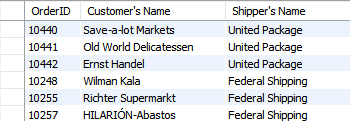 OrderID Customer's Name Shipper's Name
10440 Save-a-lot Markets United Package
10441 Old World Delicatessen United Package
10442 Ernst Handel United Package
10248 Wilman Kala Federal Shipping
10255 Richter Supermarkt Federal Shipping
10257 HILARIÓN-Abastos Federal Shipping